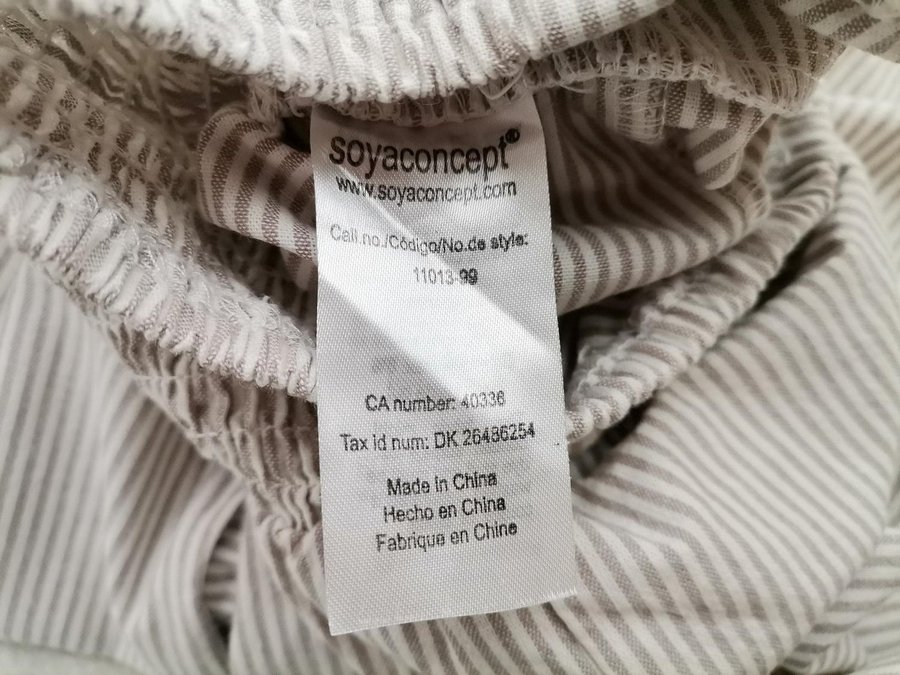 soyaconcept®
www.soyaconcept.com
Call.no./Código/No.de style:
11013-99
CA number: 40336
Tax id num: DK 26486254
Made in China
Hecho en China
Fabrique en Chine